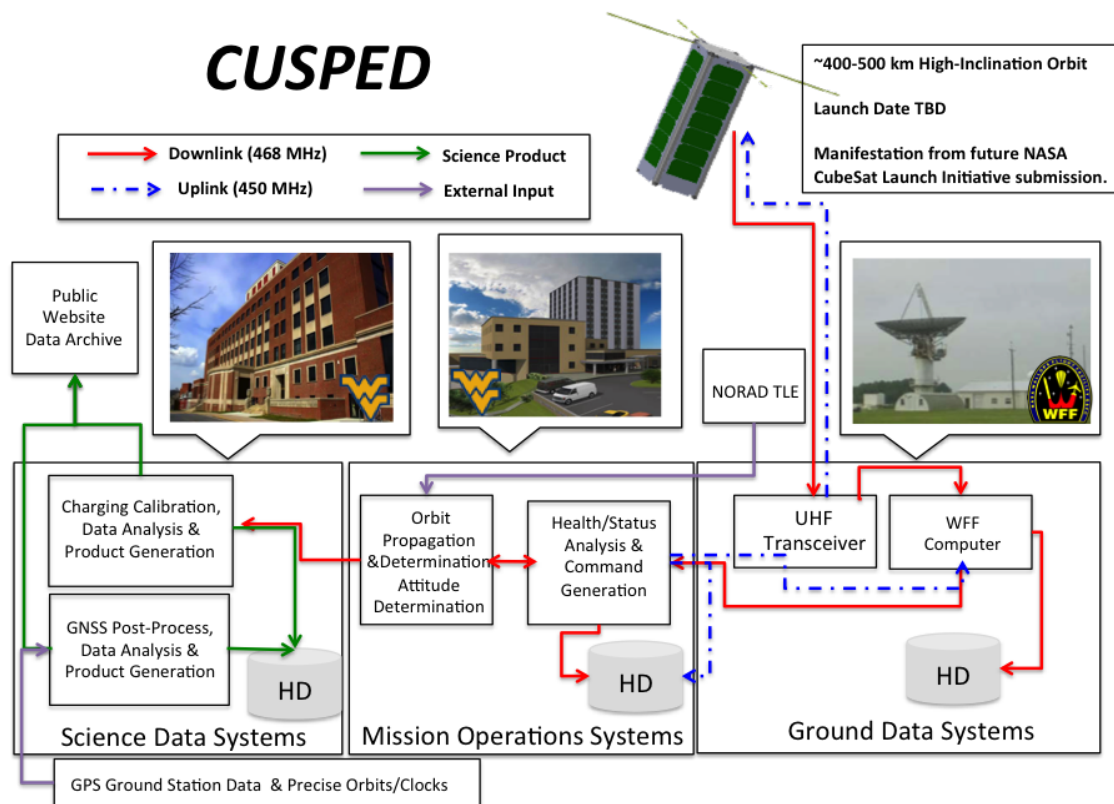 CUSPED
~400-500 km High-Inclination Orbit
Launch Date TBD
Manifestation from future NASA
CubeSat Launch Initiative submission.
Downlink (468 MHz)
Science Product
Uplink (450 MHz)
External Input
Public
Website
Data Archive
WV
WV
NORAD TLE
WFF
Charging Calibration,
Data Analysis &
Product Generation
GNSS Post-Process,
Data Analysis &
Product Generation
HD
Science Data Systems
Orbit
Propagation
&Determination
Attitude
Determination
Health/Status
Analysis &
Command
Generation
HD
Mission Operations Systems
UHF
Transceiver
WFF
Computer
HD
Ground Data Systems
GPS Ground Station Data & Precise Orbits/Clocks